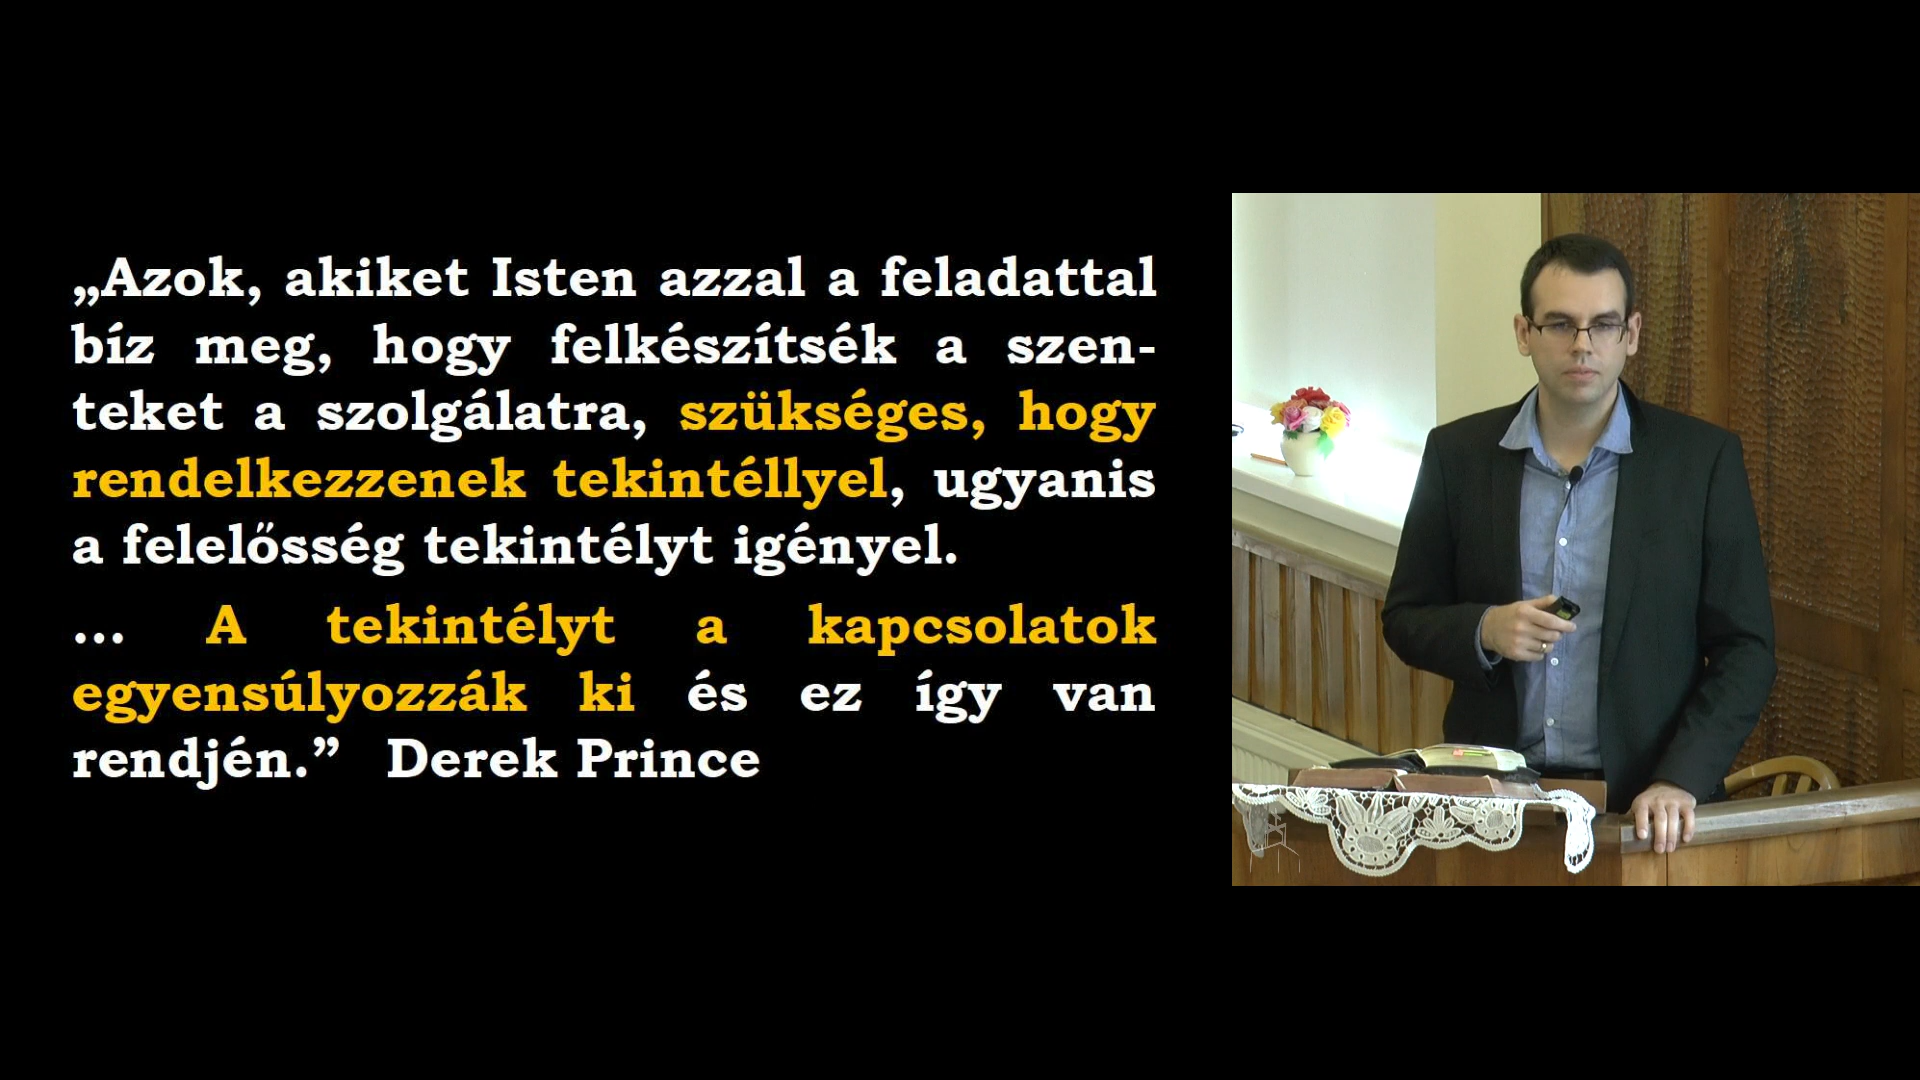 „Azok, akiket Isten azzal a feladattal
bíz meg, hogy felkészítsék a szen-
teket a szolgálatra, szükséges, hogy
rendelkezzenek tekintéllyel, ugyanis
a felelősség tekintélyt igényel.
... A tekintélyt a kapcsolatok
egyensúlyozzák ki és ez így van
rendjén.” Derek Prince